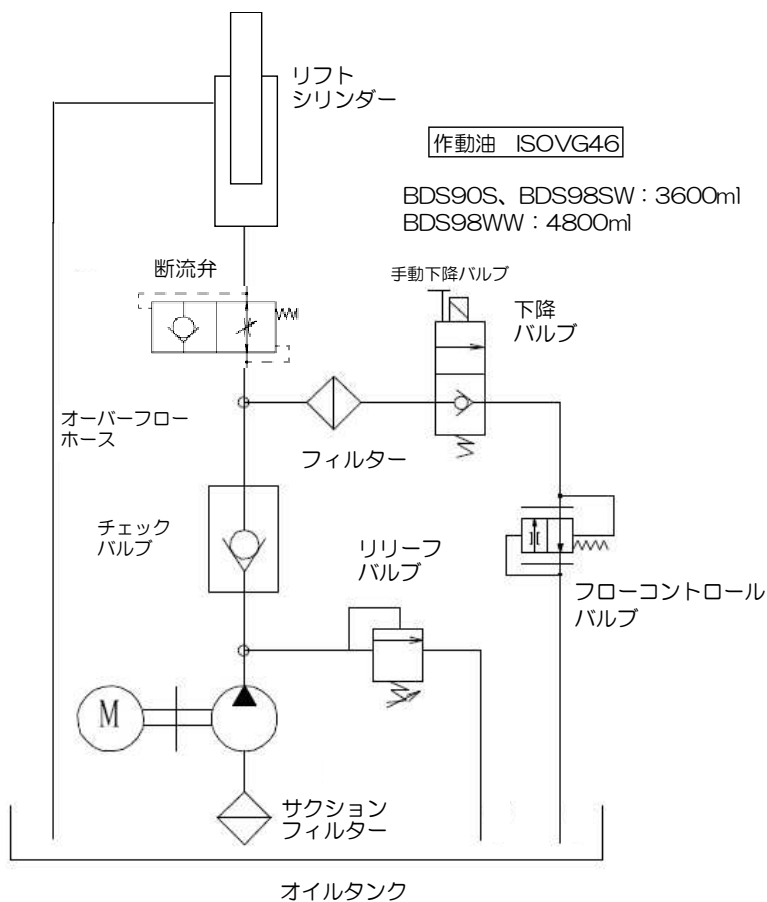 リフト
シリンダー
作動油 ISOVG46
BDS90S、BDS98SW：3600ml
BDS98WW：4800ml
断流弁
手動下降バルブ
下降
バルブ
オーバーフロー
ホース
フィルター
チェック
バルブ
リリーフ
バルブ
フローコントロール
バルブ
M
サクション
フィルター
オイルタンク